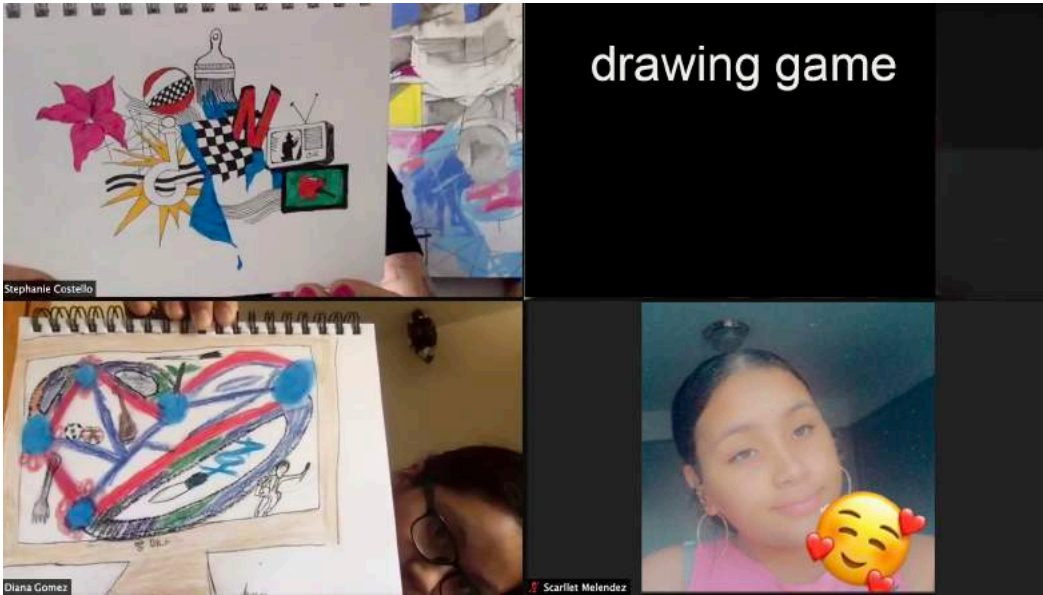 N
Stephanie Costello
drawing game
Diana Gomez
Scarllet Melendez